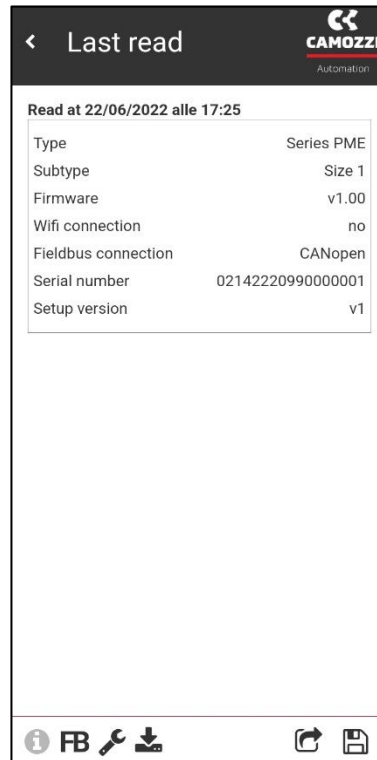 Last read
CAMOZZI
Automation
Read at 22/06/2022 alle 17:25
Type Series PME
Subtype Size 1
Firmware v1.00
Wifi connection no
Fieldbus connection CANopen
Serial number 02142220990000001
Setup version v1
FB